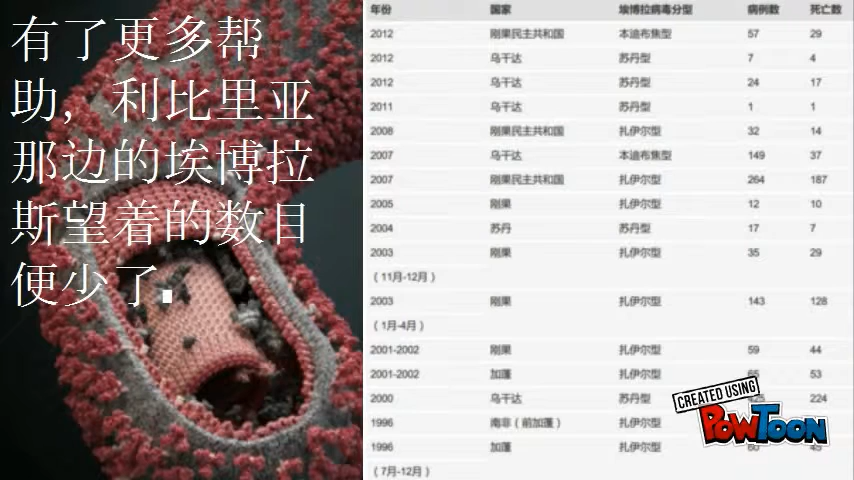 有了更多帮
助，利比里亚
那边的埃博拉
斯望着的数目
便少了.
年份 国家 埃博拉病毒分型 病例数 死亡数
2012 刚果民主共和国 本迪布焦型 57 29
2012 乌干达 苏丹型 7 4
2012 乌干达 苏丹型 24 17
2011 乌干达 苏丹型 1 1
2008 刚果民主共和国 扎伊尔型 32 14
2007 乌干达 本迪布焦型 149 37
2007 刚果民主共和国 扎伊尔型 264 187
2005 刚果 扎伊尔型 12 10
2004 苏丹 苏丹型 17 7
2003 刚果 扎伊尔型 35 29
（11月-12月）
2003 刚果 扎伊尔型 143 128
（1月-4月）
2001-2002 刚果 扎伊尔型 59 44
2001-2002 加蓬 扎伊尔型 65 53
2000 乌干达 苏丹型 224
1996 南非（前加蓬） 扎伊尔型
1996 加蓬 扎伊尔型
（7月-12月）
CREATED USING
POWTOON